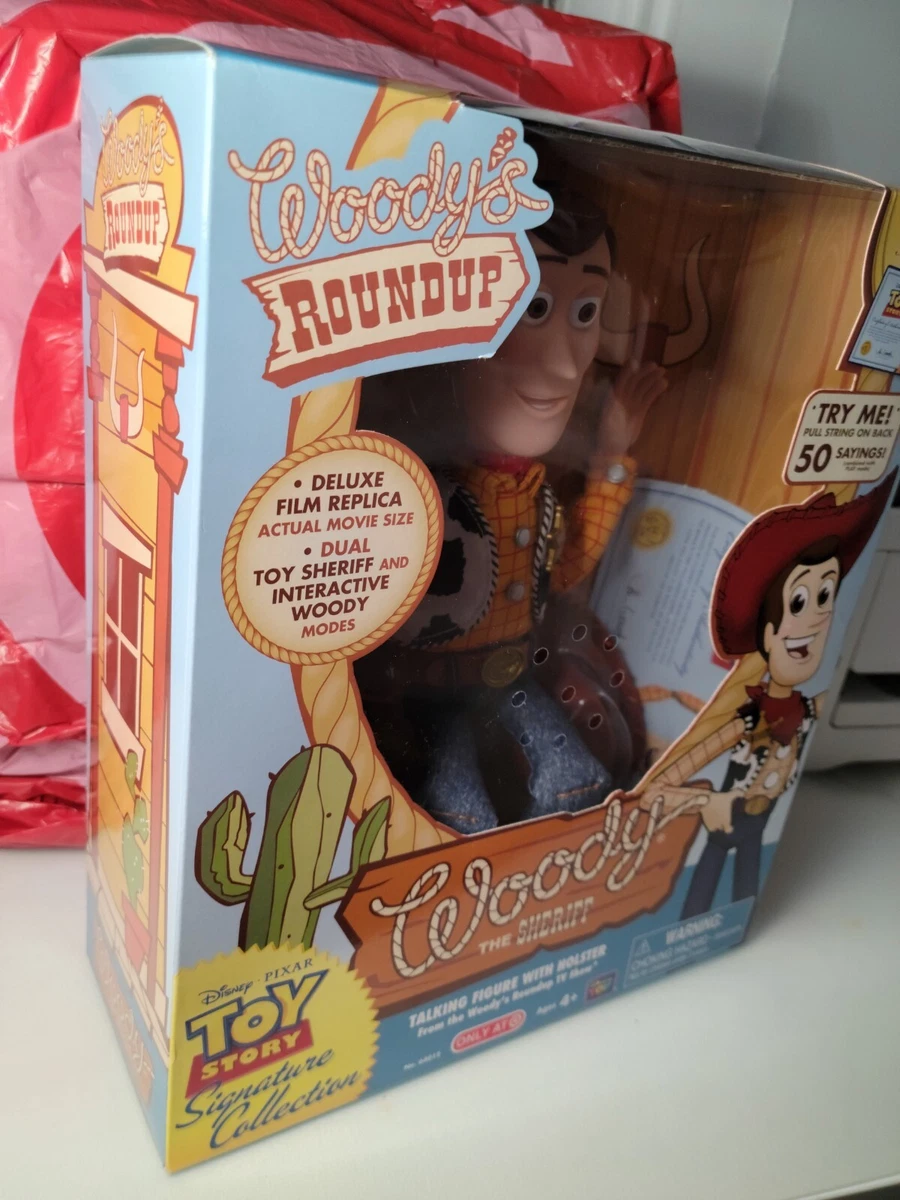 Woody's
ROUNDUP
Woody's
ROUNDUP
• DELUXE
FILM REPLICA
ACTUAL MOVIE SIZE
• DUAL
TOY SHERIFF AND
INTERACTIVE
WOODY
MODES
TRY ME!
PULL STRING ON BACK
50 SAYINGS!
Woody
THE SHERIFF
TALKING FIGURE WITH HOLSTER
From the Woody's Roundup TV Show
ONLY AT
Ages 4+
WARNING:
CHOKING HAZARD
Disney · PIXAR
TOY
STORY
Signature
Collection